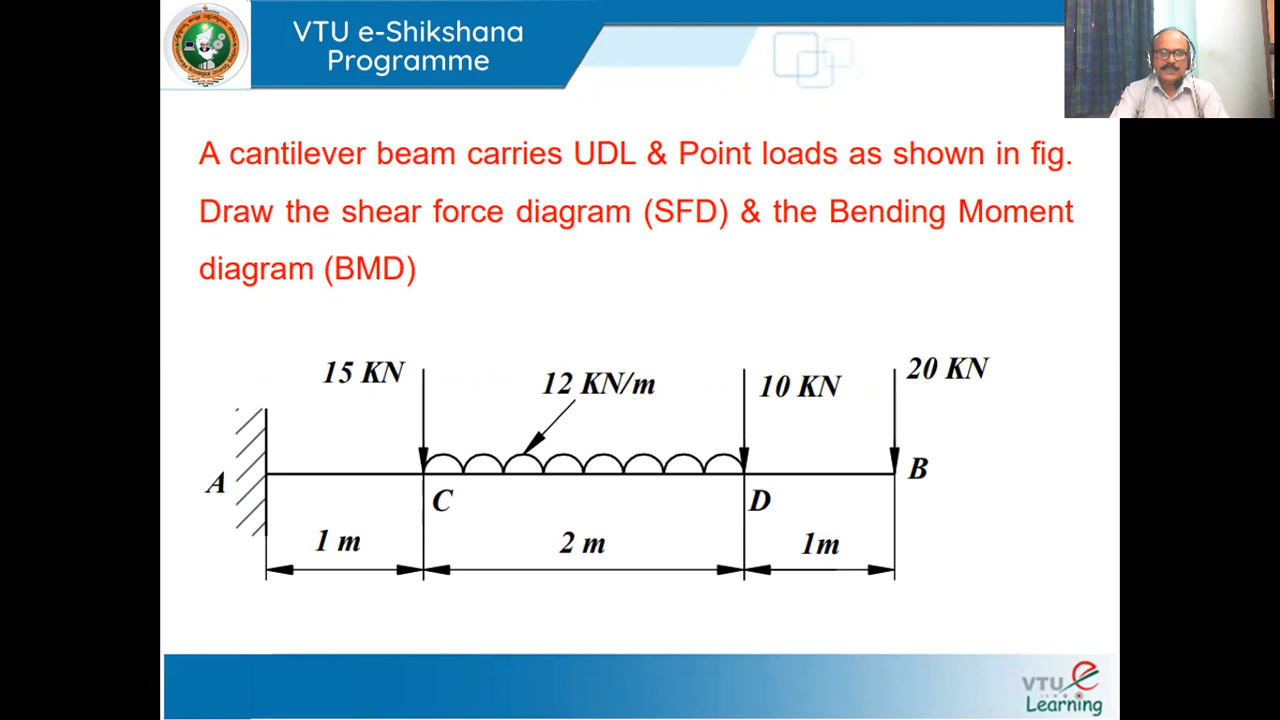 VTU e-Shikshana
Programme
A cantilever beam carries UDL & Point loads as shown in fig.
Draw the shear force diagram (SFD) & the Bending Moment
diagram (BMD)
15 KN
12 KN/m
10 KN
20 KN
A
C
D
B
1 m
2 m
1m
VTU e
Learning